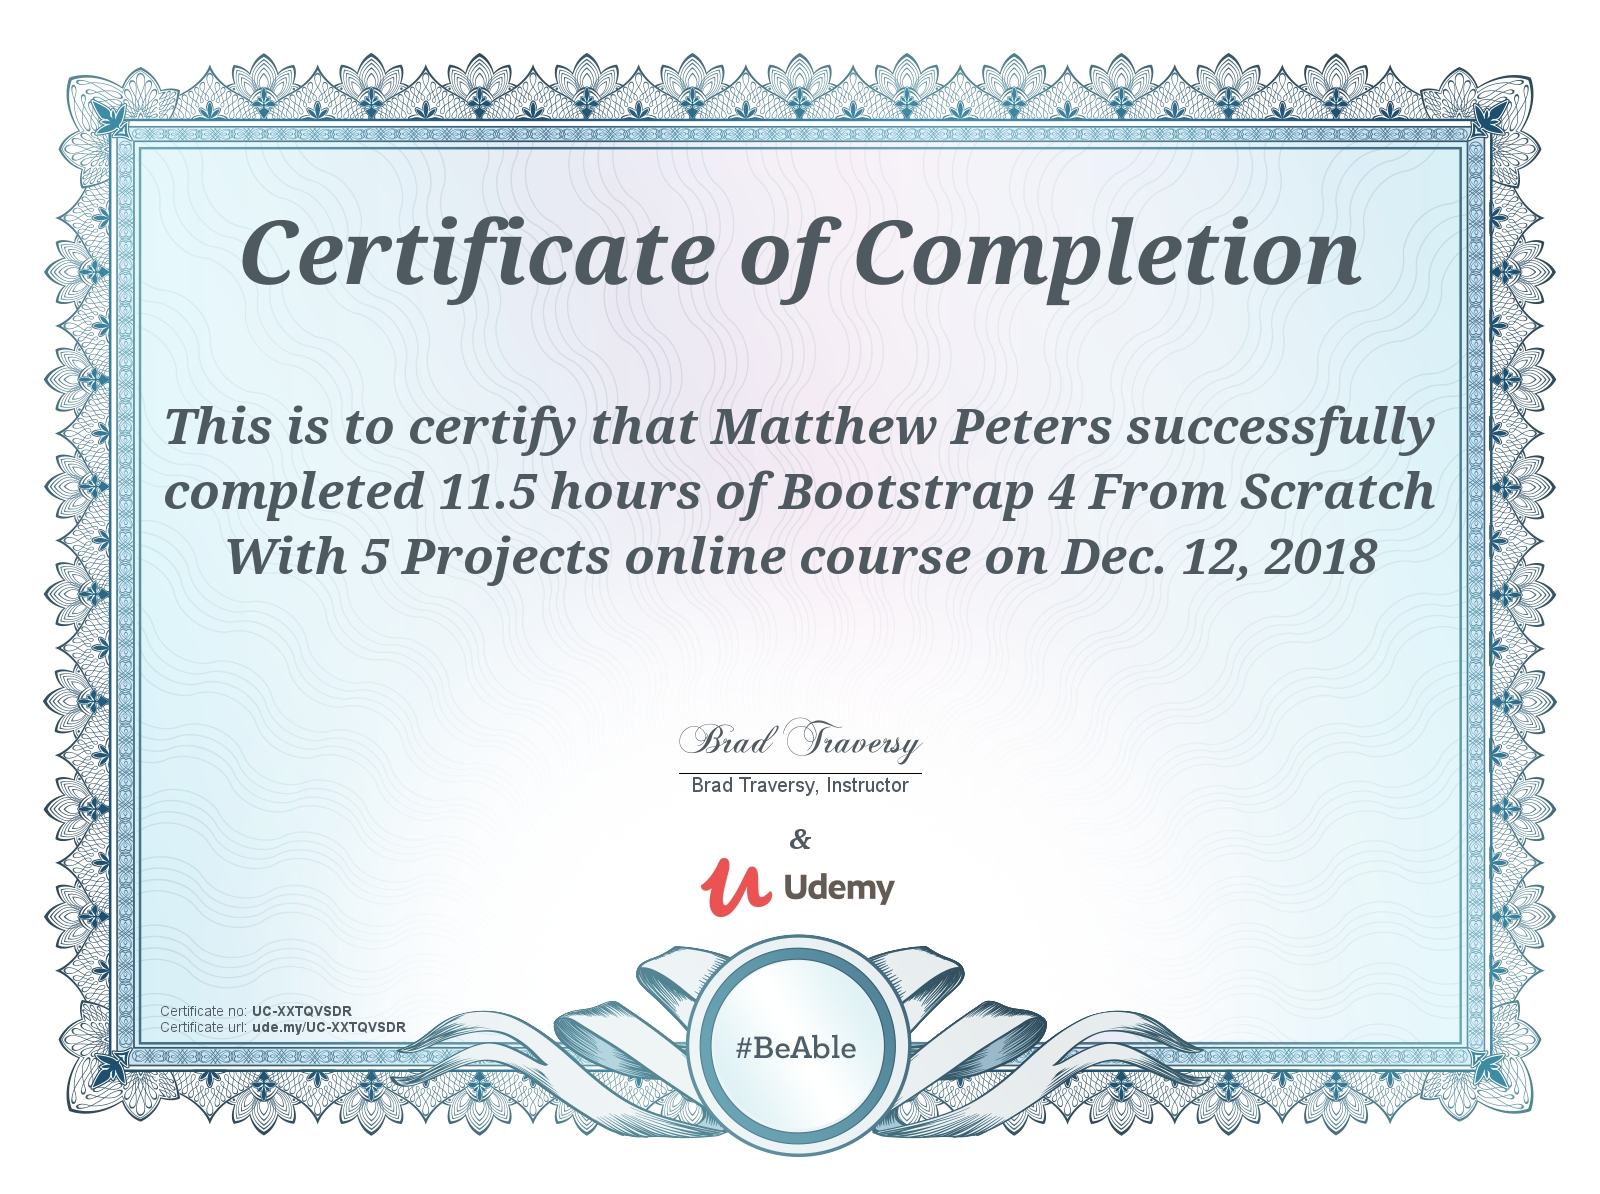 Certificate of Completion
This is to certify that Matthew Peters successfully
completed 11.5 hours of Bootstrap 4 From Scratch
With 5 Projects online course on Dec. 12, 2018
Brad Traversy
Brad Traversy, Instructor
&
Udemy
Certificate no: UC-XXTQVSDR
Certificate url: ude.my/UC-XXTQVSDR
#BeAble